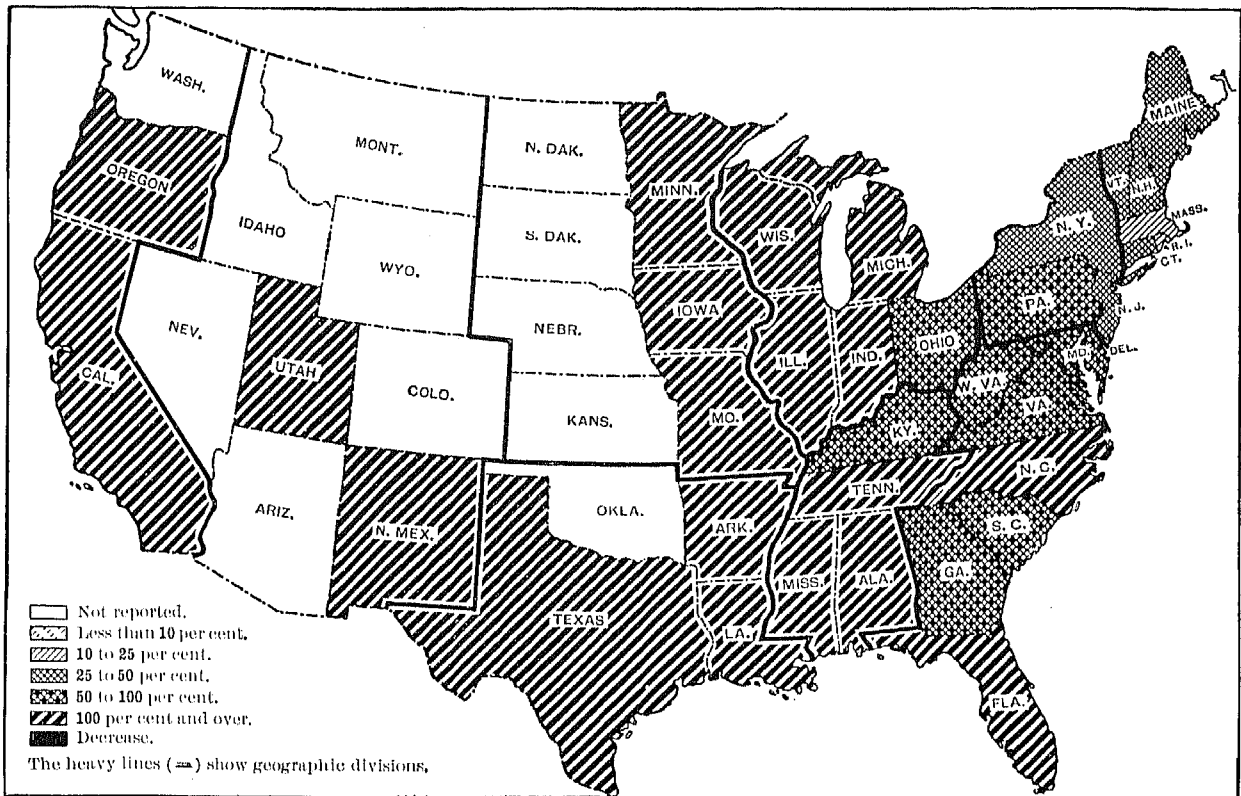 WASH.
MONT.
N. DAK.
MINN.
MAINE
OREGON
IDAHO
S. DAK.
WIS.
MICH.
VT.
N.H.
N. Y.
MASS.
R. I.
CT.
WYO.
NEV.
UTAH
COLO.
NEBR.
IOWA
ILL.
IND.
OHIO
PA.
N. J.
CAL.
KANS.
MO.
KY.
W. VA.
VA.
MD.
DEL.
ARIZ.
N. MEX.
OKLA.
ARK.
TENN.
N. C.
S. C.
TEXAS
LA.
MISS.
ALA.
GA.
FLA.
Not reported.
Less than 10 per cent.
10 to 25 per cent.
25 to 50 per cent.
50 to 100 per cent.
100 per cent and over.
Decrease.
The heavy lines ( ) show geographic divisions.